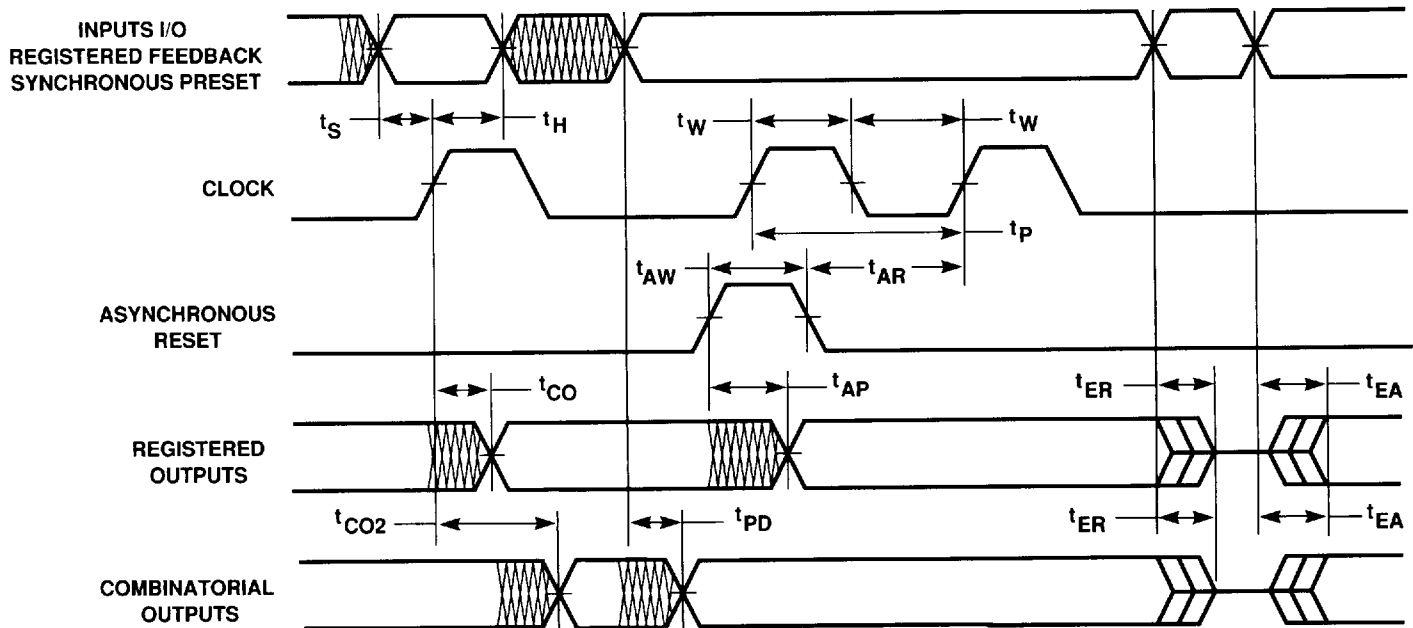 INPUTS I/O
REGISTERED FEEDBACK
SYNCHRONOUS PRESET
tS
tH
tW
tW
CLOCK
tP
tAW
tAR
ASYNCHRONOUS
RESET
tCO
tAP
tER
tEA
REGISTERED
OUTPUTS
tCO2
tPD
tER
tEA
COMBINATORIAL
OUTPUTS